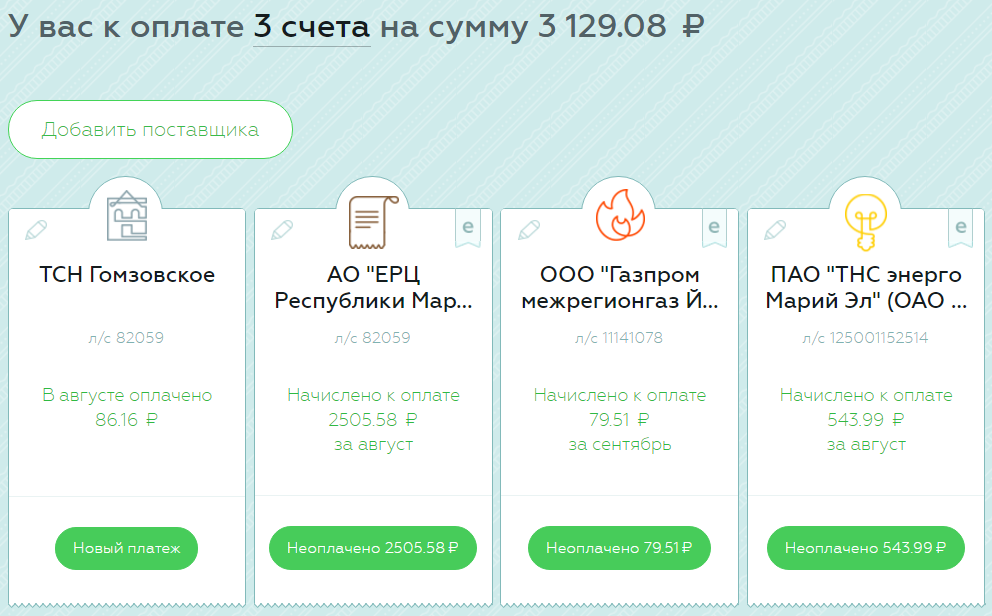 У вас к оплате 3 счета на сумму 3 129.08 ₽
Добавить поставщика
ТСН Гомзовское
л/с 82059
В августе оплачено
86.16 ₽
Новый платеж
e
АО "ЕРЦ
Республики Мар...
л/с 82059
Начислено к оплате
2505.58 ₽
за август
Неоплачено 2505.58 ₽
e
ООО "Газпром
межрегионгаз Й...
л/с 11141078
Начислено к оплате
79.51 ₽
за сентябрь
Неоплачено 79.51 ₽
e
ПАО "ТНС энерго
Марий Эл" (ОАО ...
л/с 125001152514
Начислено к оплате
543.99 ₽
за август
Неоплачено 543.99 ₽